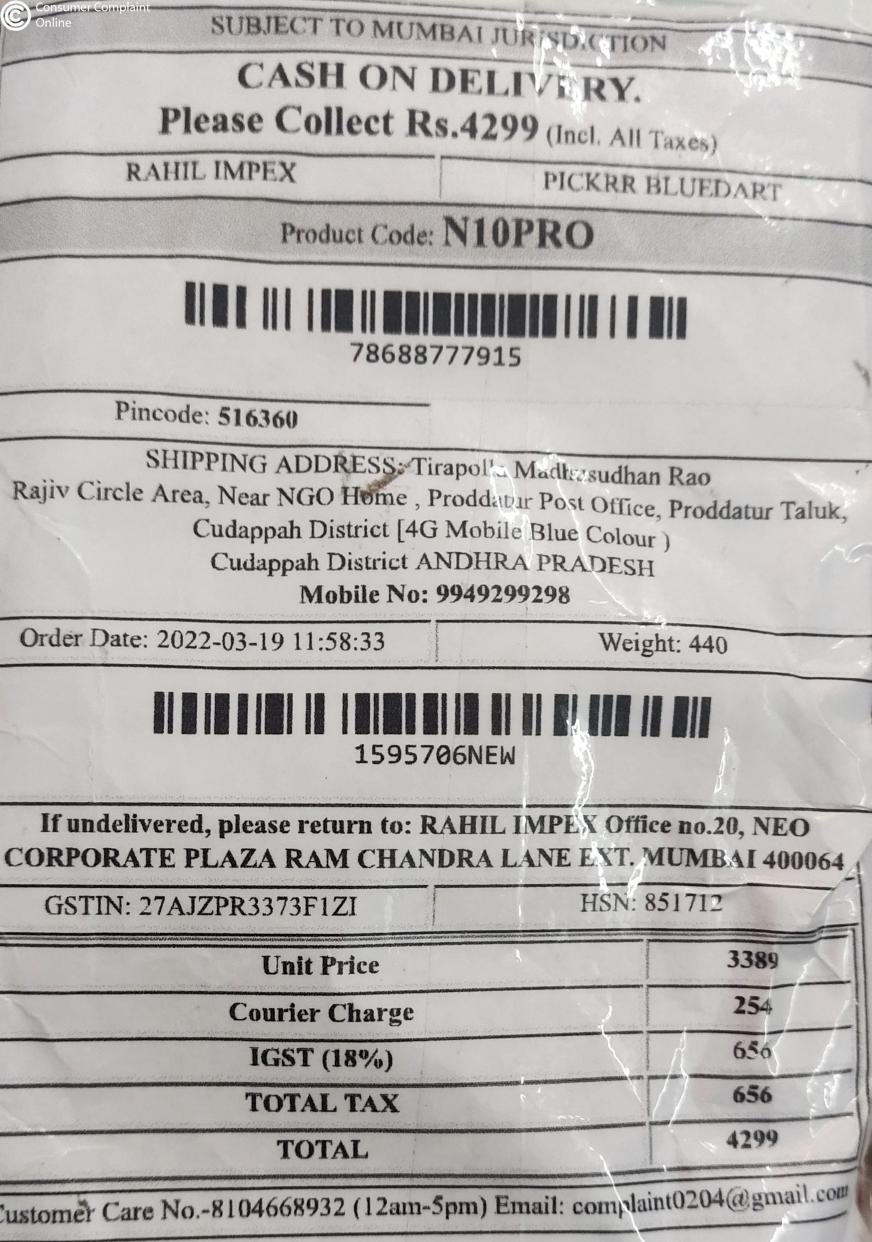 Consumer Complaint
Online
SUBJECT TO MUMBAI JURISDICTION
CASH ON DELIVERY.
Please Collect Rs.4299 (Incl. All Taxes)
RAHIL IMPEX PICKRR BLUEDART
Product Code: N10PRO
78688777915
Pincode: 516360
SHIPPING ADDRESS: Madhusudhan Rao
Rajiv Circle Area, Near NGO Home , Proddatur Post Office, Proddatur Taluk,
Cudappah District [4G Mobile Blue Colour )
Cudappah District ANDHRA PRADESH
Mobile No: 9949299298
Order Date: 2022-03-19 11:58:33 Weight: 440
1595706NEW
If undelivered, please return to: RAHIL IMPEX Office no.20, NEO
CORPORATE PLAZA RAM CHANDRA LANE EXT. MUMBAI 400064
GSTIN: 27AJZPR3373F1ZI HSN: 851712
Unit Price 3389
Courier Charge 254
IGST (18%) 656
TOTAL TAX 656
TOTAL 4299
Customer Care No.-8104668932 (12am-5pm) Email: complaint0204@gmail.com